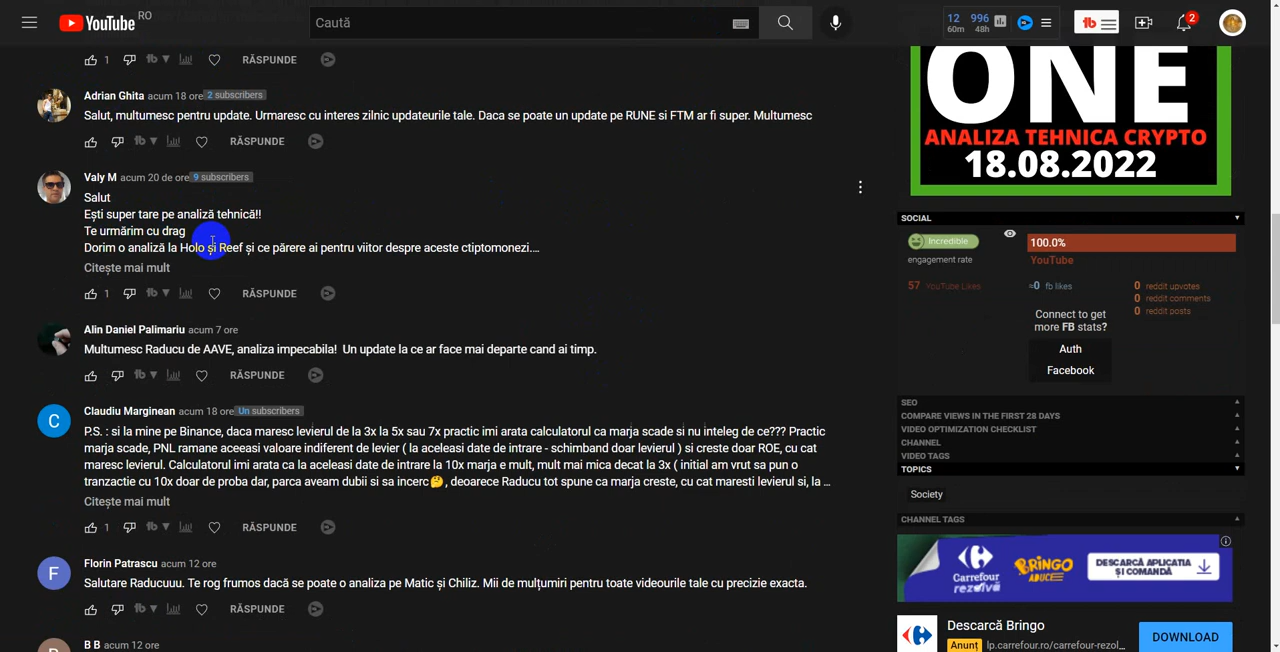 YouTube RO
Caută
12 996
60m 48h
tb
2
1 tb RĂSPUNDE
Adrian Ghita acum 18 ore 2 subscribers
Salut, multumesc pentru update. Urmaresc cu interes zilnic updateurile tale. Daca se poate un update pe RUNE si FTM ar fi super. Multumesc
tb RĂSPUNDE
Valy M acum 20 de ore 9 subscribers
Salut
Ești super tare pe analiză tehnică!!
Te urmărim cu drag
Dorim o analiză la Holo și Reef și ce părere ai pentru viitor despre aceste ctiptomonezi....
Citește mai mult
1 tb RĂSPUNDE
Alin Daniel Palimariu acum 7 ore
Multumesc Raducu de AAVE, analiza impecabila! Un update la ce ar face mai departe cand ai timp.
tb RĂSPUNDE
Claudiu Marginean acum 18 ore Un subscribers
P.S. : si la mine pe Binance, daca maresc levierul de la 3x la 5x sau 7x practic imi arata calculatorul ca marja scade si nu inteleg de ce??? Practic
marja scade, PNL ramane aceeasi valoare indiferent de levier ( la aceleasi date de intrare - schimband doar levierul ) si creste doar ROE, cu cat
maresc levierul. Calculatorul imi arata ca la aceleasi date de intrare la 10x marja e mult, mult mai mica decat la 3x ( initial am vrut sa pun o
tranzactie cu 10x doar de proba dar, parca aveam dubii si sa incerc🤔, deoarece Raducu tot spune ca marja creste, cu cat maresti levierul si, la ...
Citește mai mult
1 tb RĂSPUNDE
Florin Patrascu acum 12 ore
Salutare Raducuuu. Te rog frumos dacă se poate o analiza pe Matic și Chiliz. Mii de mulțumiri pentru toate videourile tale cu precizie exacta.
tb RĂSPUNDE
B B acum 12 ore
ONE
ANALIZA TEHNICA CRYPTO
18.08.2022
SOCIAL
Incredible
engagement rate
100.0%
YouTube
57 YouTube Likes
≈0 fb likes
0 reddit upvotes
0 reddit comments
0 reddit posts
Connect to get
more FB stats?
Auth
Facebook
SEO
COMPARE VIEWS IN THE FIRST 28 DAYS
VIDEO OPTIMIZATION CHECKLIST
CHANNEL
VIDEO TAGS
TOPICS
Society
CHANNEL TAGS
Carrefour
rezolvă
BRINGO
ADUCE
DESCARCĂ APLICAȚIA
ȘI COMANDĂ
Descarcă Bringo
Anunț lp.carrefour.ro/carrefour-rezol...
DOWNLOAD
C
F